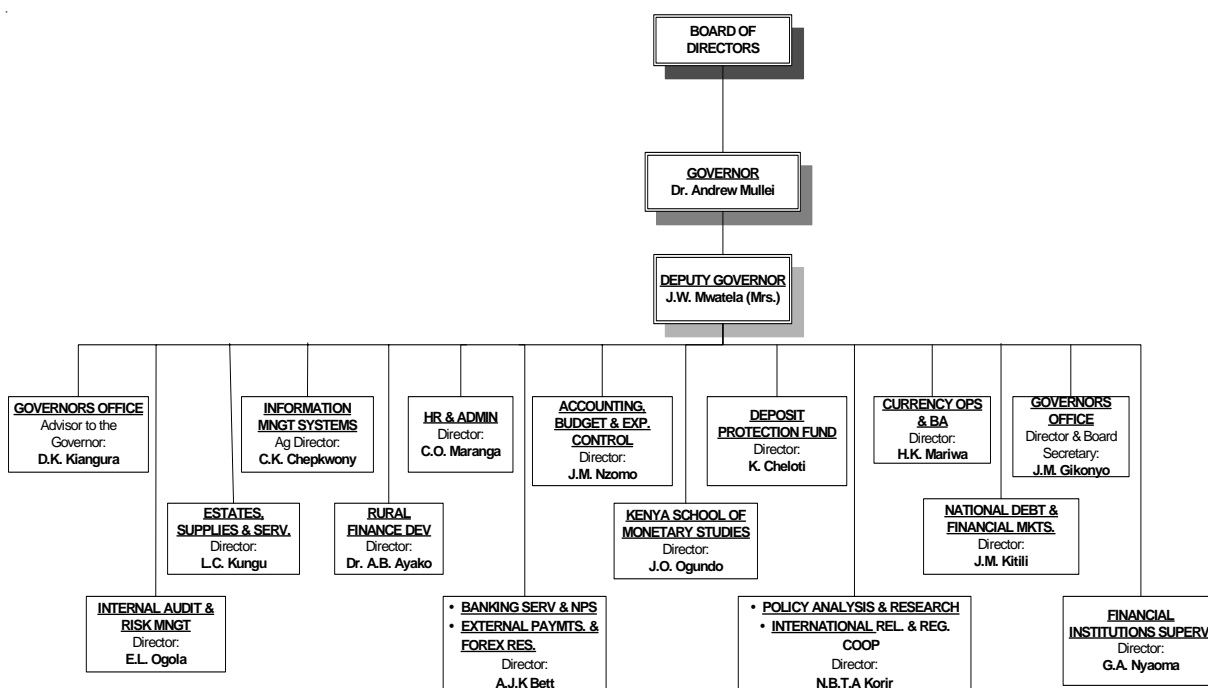 BOARD OF
DIRECTORS
GOVERNOR
Dr. Andrew Mullei
DEPUTY GOVERNOR
J.W. Mwatela (Mrs.)
GOVERNORS OFFICE
Advisor to the
Governor:
D.K. Kiangura
INFORMATION
MNGT SYSTEMS
Ag Director:
C.K. Chepkwony
HR & ADMIN
Director:
C.O. Maranga
ACCOUNTING,
BUDGET & EXP.
CONTROL
Director:
J.M. Nzomo
DEPOSIT
PROTECTION FUND
Director:
K. Cheloti
CURRENCY OPS
& BA
Director:
H.K. Mariwa
GOVERNORS
OFFICE
Director & Board
Secretary:
J.M. Gikonyo
ESTATES,
SUPPLIES & SERV.
Director:
L.C. Kungu
RURAL
FINANCE DEV
Director:
Dr. A.B. Ayako
KENYA SCHOOL OF
MONETARY STUDIES
Director:
J.O. Ogundo
NATIONAL DEBT &
FINANCIAL MKTS.
Director:
J.M. Kitili
INTERNAL AUDIT &
RISK MNGT
Director:
E.L. Ogola
• BANKING SERV & NPS
• EXTERNAL PAYMTS. &
FOREX RES.
Director:
A.J.K Bett
• POLICY ANALYSIS & RESEARCH
• INTERNATIONAL REL. & REG.
COOP
Director:
N.B.T.A Korir
FINANCIAL
INSTITUTIONS SUPERV
Director:
G.A. Nyaoma